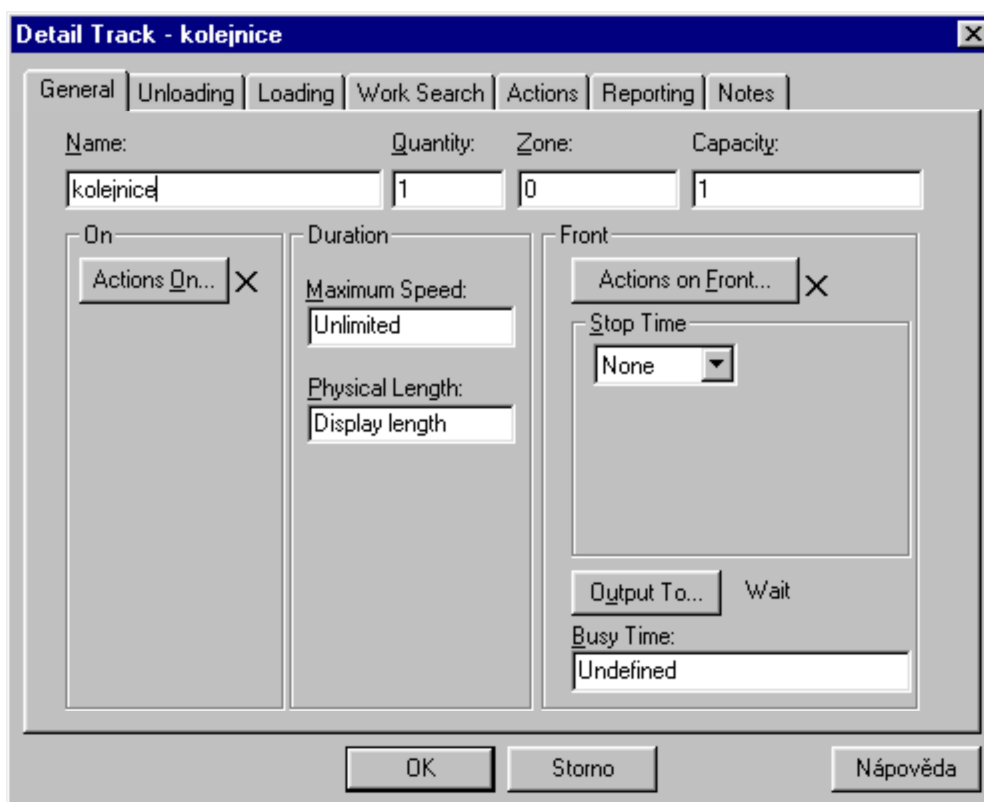 Detail Track - kolejnice
General Unloading Loading Work Search Actions Reporting Notes
Name: Quantity: Zone: Capacity:
kolejnice 1 0 1
On Duration Front
Actions On... Actions on Front...
Maximum Speed:
Unlimited
Stop Time
None
Physical Length:
Display length
Output To... Wait
Busy Time:
Undefined
OK Storno Nápověda